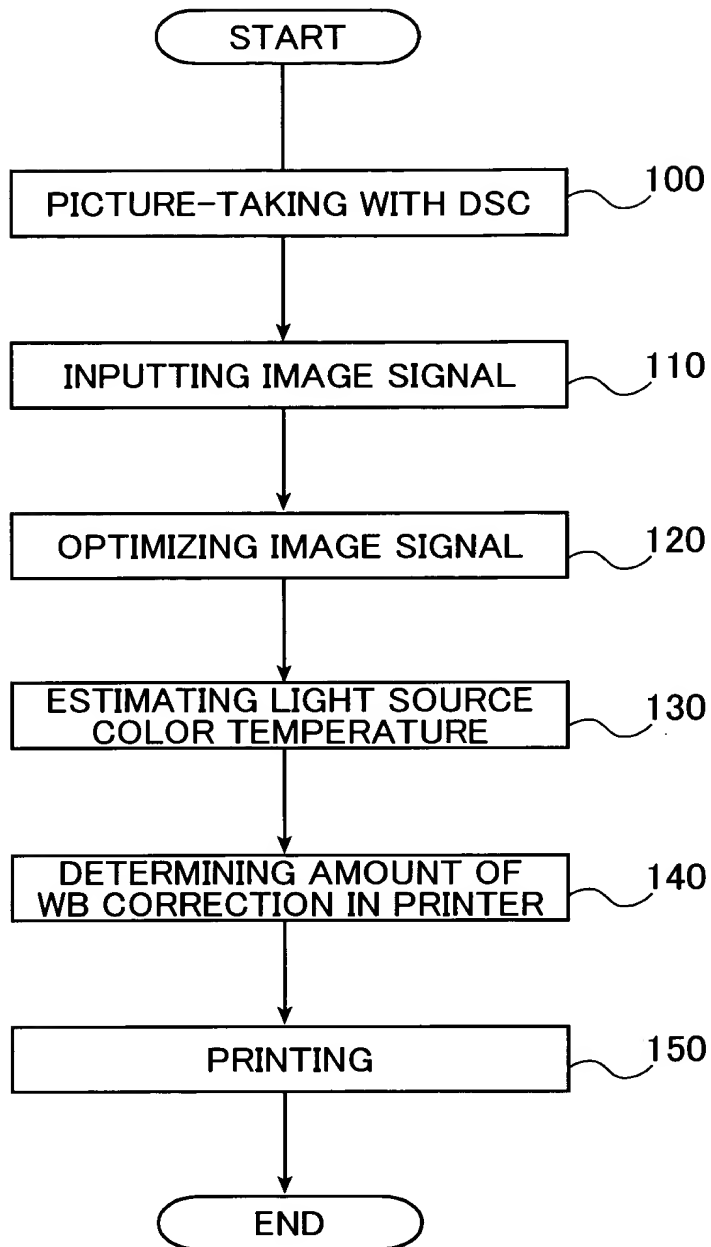 START
PICTURE-TAKING WITH DSC
100
INPUTTING IMAGE SIGNAL
110
OPTIMIZING IMAGE SIGNAL
120
ESTIMATING LIGHT SOURCE
COLOR TEMPERATURE
130
DETERMINING AMOUNT OF
WB CORRECTION IN PRINTER
140
PRINTING
150
END